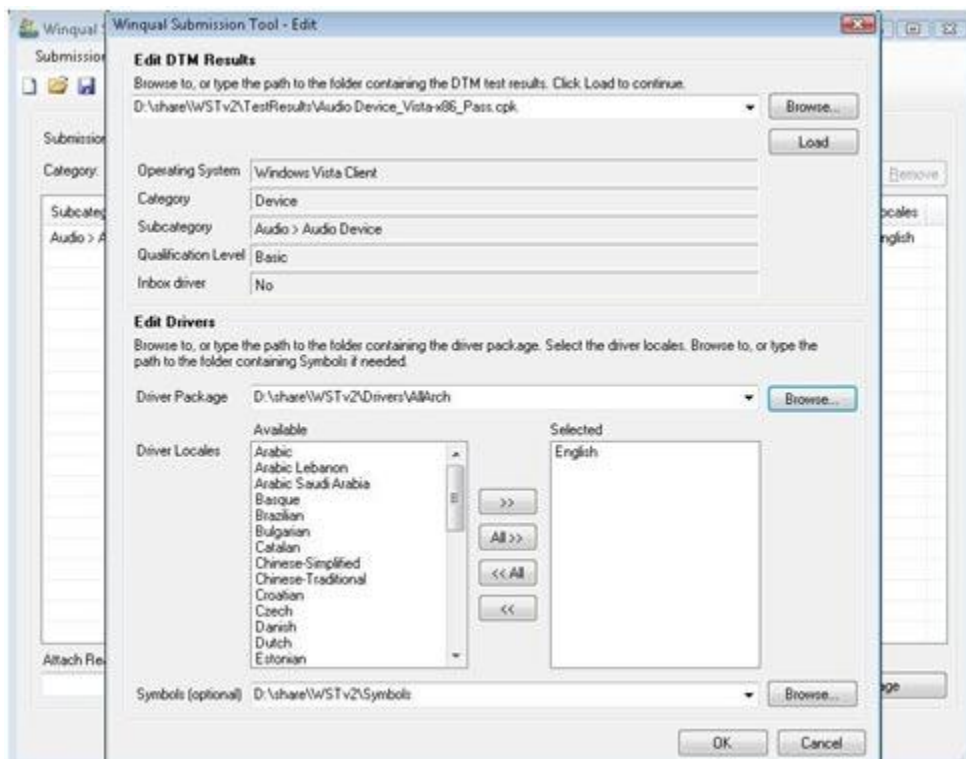 Winqual S
Winqual Submission Tool - Edit
Submission
Edit DTM Results
Browse to, or type the path to the folder containing the DTM test results. Click Load to continue.
D:\share\WSTv2\TestResults\Audio Device_Vista-x86_Pass.cpk
Browse...
Load
Submission
Category:
Remove
Operating System
Windows Vista Client
Category
Device
Subcateg
ocales
Subcategory
Audio > Audio Device
Audio > A
nglish
Qualification Level
Basic
Inbox driver
No
Edit Drivers
Browse to, or type the path to the folder containing the driver package. Select the driver locales. Browse to, or type the
path to the folder containing Symbols if needed.
Driver Package
D:\share\WSTv2\Drivers\AllArch
Browse...
Available
Selected
Driver Locales
Arabic
Arabic Lebanon
Arabic Saudi Arabia
Basque
Brazilian
Bulgarian
Catalan
Chinese-Simplified
Chinese-Traditional
Croatian
Czech
Danish
Dutch
Estonian
>>
All >>
<< All
<<
English
Attach Re
age
Symbols (optional)
D:\share\WSTv2\Symbols
Browse...
OK
Cancel